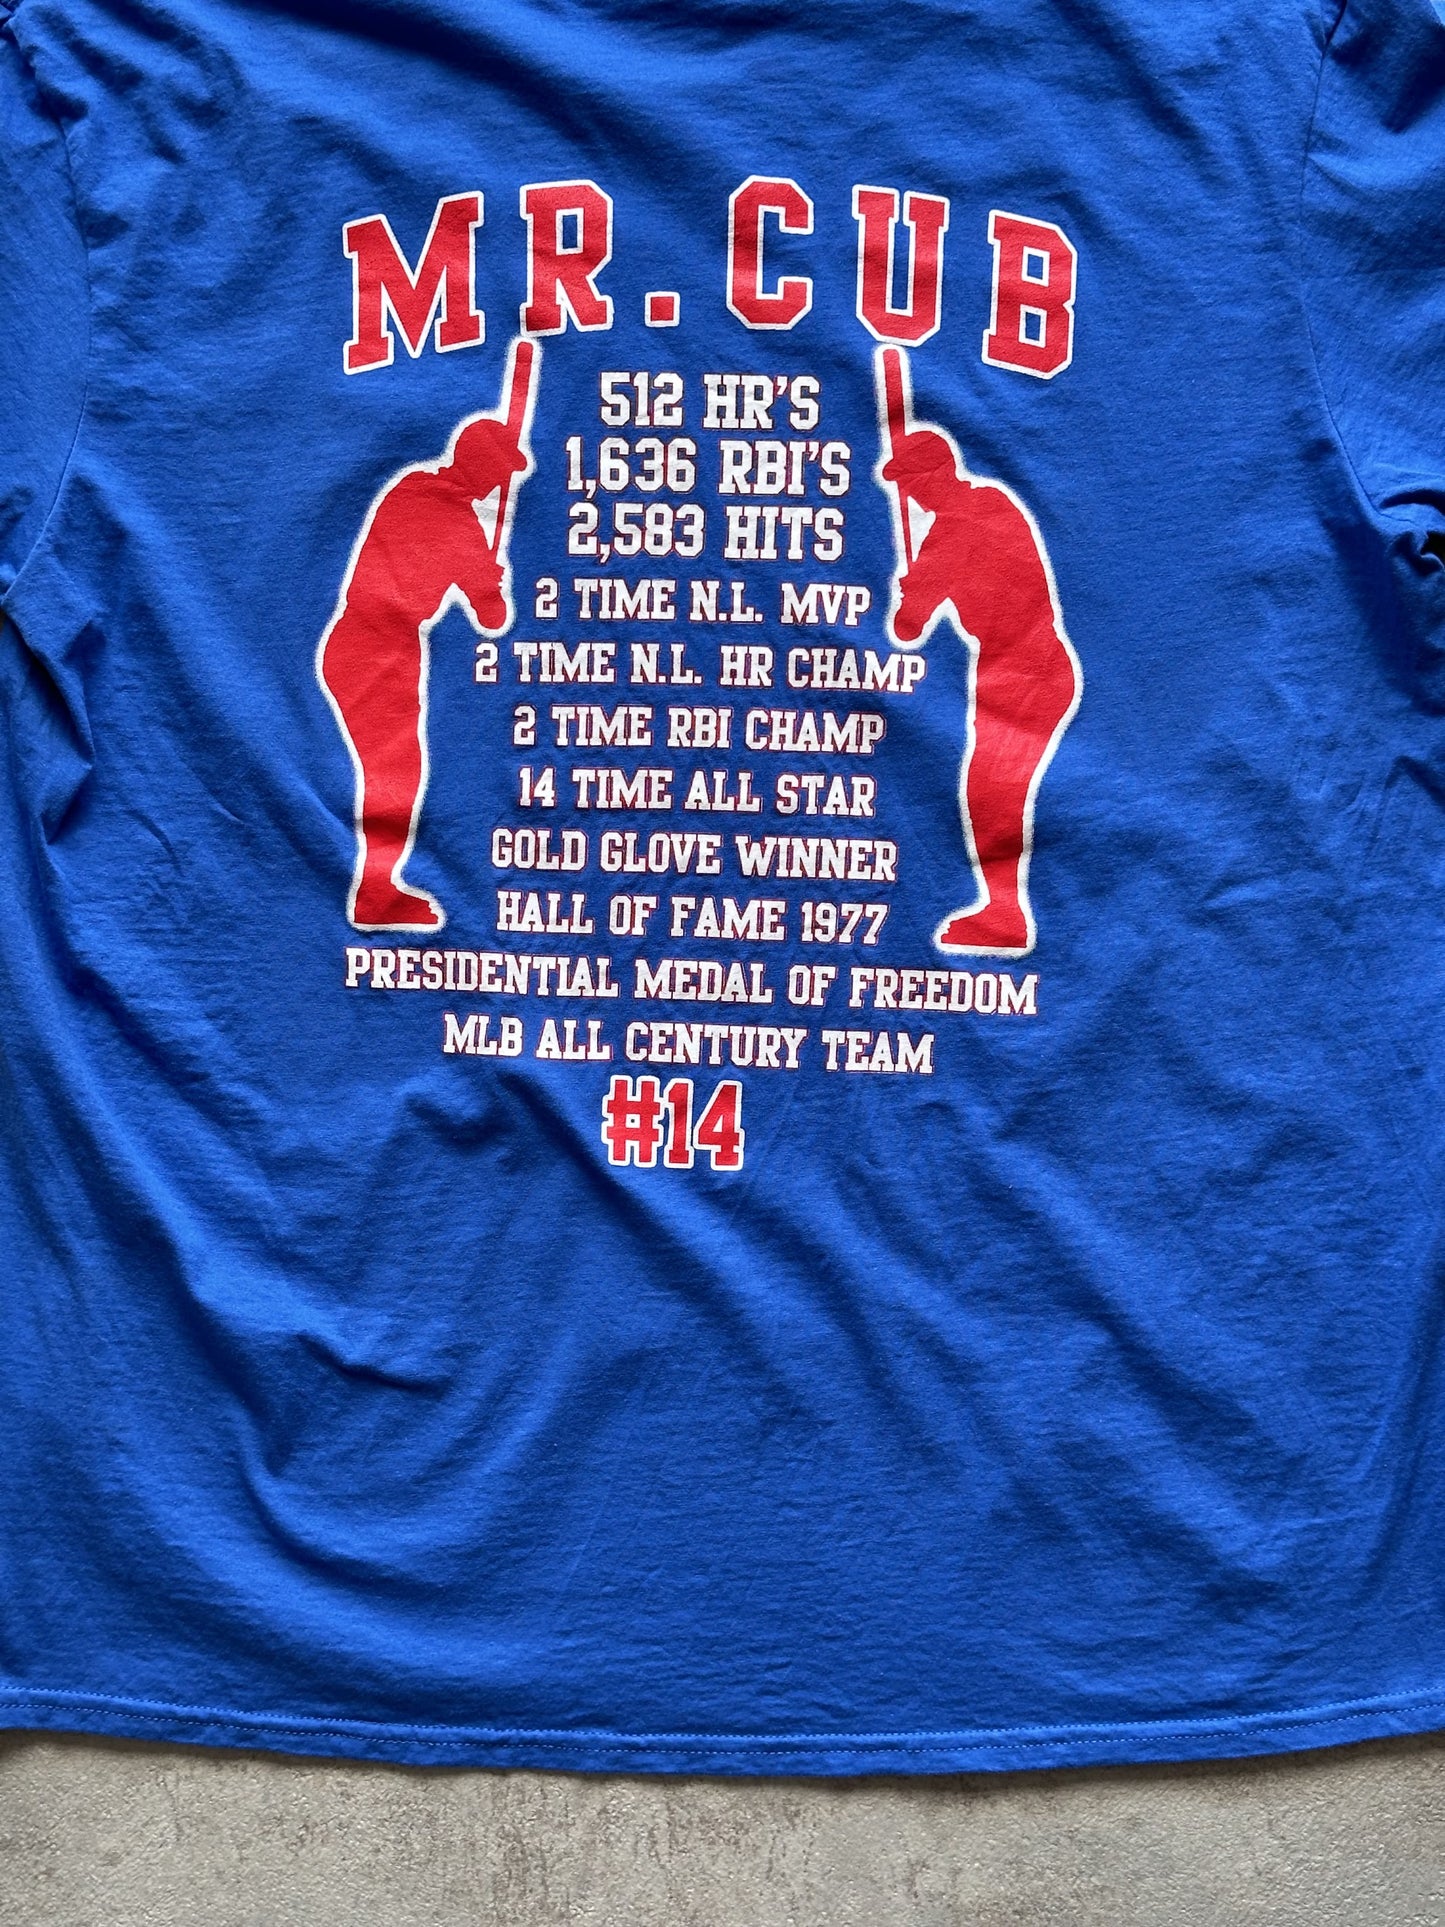 MR. CUB
512 HR'S
1,636 RBI'S
2,583 HITS
2 TIME N.L. MVP
2 TIME N.L. HR CHAMP
2 TIME RBI CHAMP
14 TIME ALL STAR
GOLD GLOVE WINNER
HALL OF FAME 1977
PRESIDENTIAL MEDAL OF FREEDOM
MLB ALL CENTURY TEAM
#14